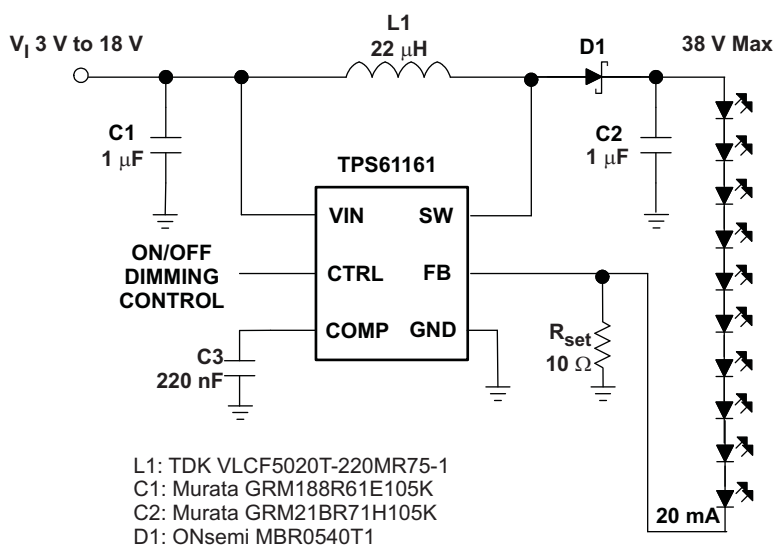 V_I 3 V to 18 V
L1
22 μH
D1
38 V Max
C1
1 μF
C2
1 μF
TPS61161
VIN
SW
ON/OFF
DIMMING
CONTROL
CTRL
FB
COMP
GND
C3
220 nF
R_set
10 Ω
20 mA
L1: TDK VLCF5020T-220MR75-1
C1: Murata GRM188R61E105K
C2: Murata GRM21BR71H105K
D1: ONsemi MBR0540T1